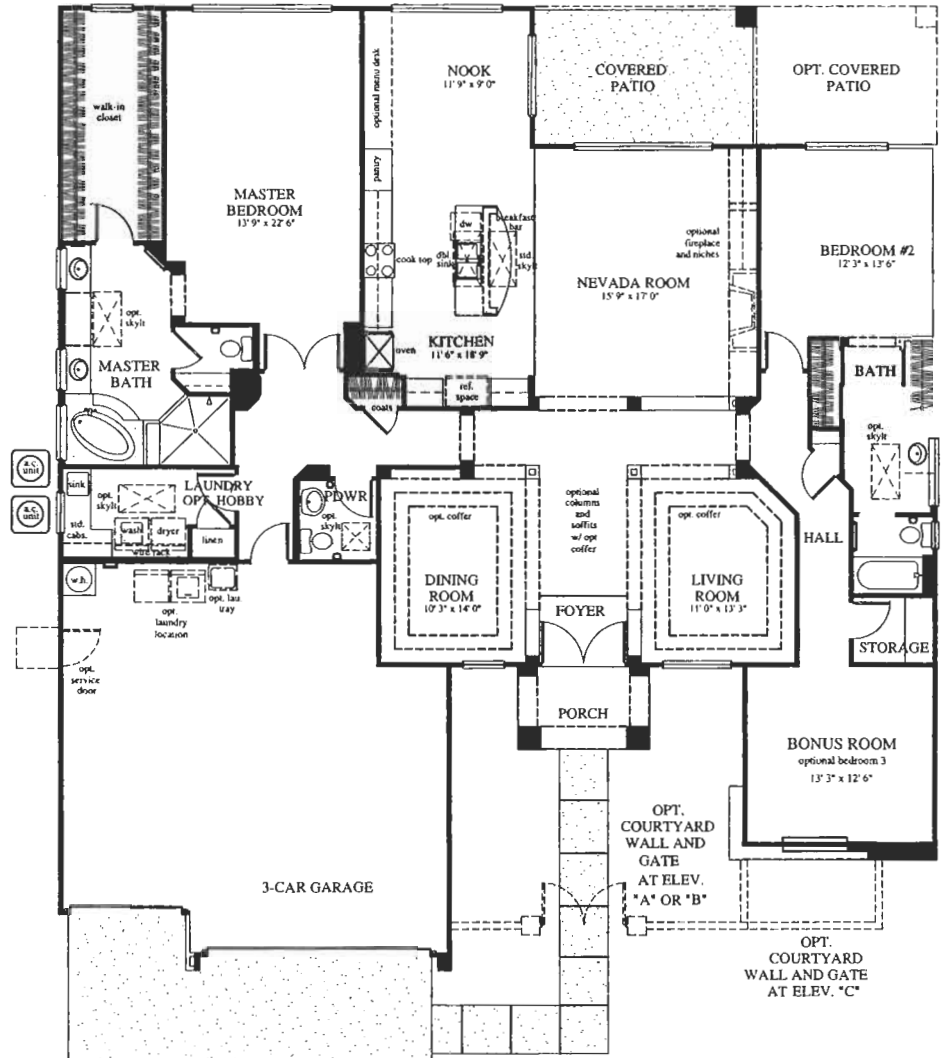 NOOK
11' 9" x 9' 0"
COVERED
PATIO
OPT. COVERED
PATIO
optional menu desk
walk-in
closet
pantry
MASTER
BEDROOM
13' 9" x 22' 6"
dw
breakfast
bar
dbl
sink
std.
skylt
cook top
optional
fireplace
and niches
BEDROOM #2
12' 3" x 13' 6"
NEVADA ROOM
15' 9" x 17' 0"
opt.
skylt
KITCHEN
11' 6" x 18' 9"
oven
MASTER
BATH
BATH
ref.
space
coats
opt.
skylt
a.c.
unit
a.c.
unit
sink
LAUNDRY
OPT. HOBBY
opt.
skylt
std.
cabs.
wash
dryer
wire rack
linen
PDWR
opt.
skylt
opt. coffer
optional
columns
and
soffits
w/ opt
coffer
opt. coffer
HALL
w.h.
opt.
laundry
location
opt. lau.
tray
DINING
ROOM
10' 3" x 14' 0"
FOYER
LIVING
ROOM
11' 0" x 13' 3"
STORAGE
opt.
service
door
PORCH
BONUS ROOM
optional bedroom 3
13' 3" x 12' 6"
OPT.
COURTYARD
WALL AND
GATE
AT ELEV.
"A" OR "B"
3-CAR GARAGE
OPT.
COURTYARD
WALL AND GATE
AT ELEV. "C"